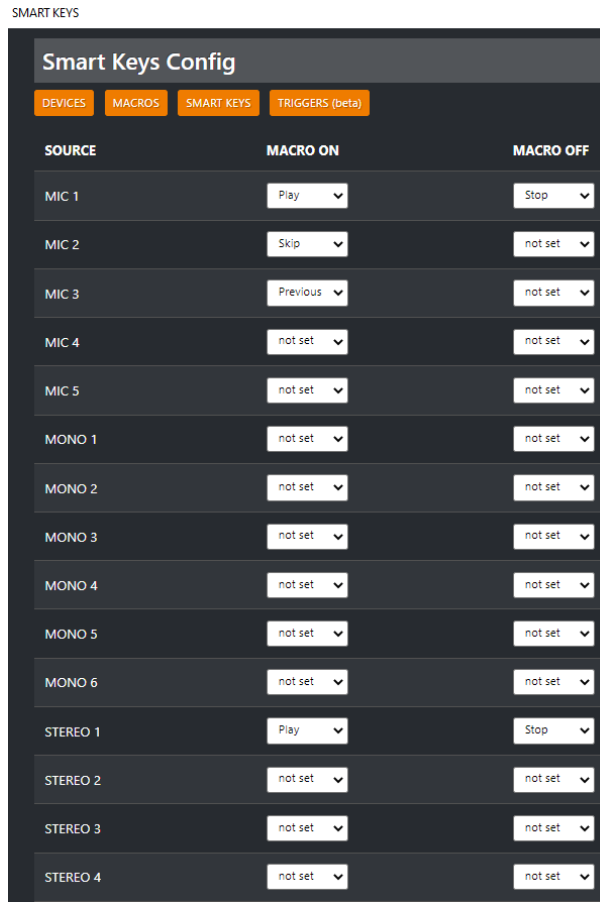 SMART KEYS
Smart Keys Config
DEVICES MACROS SMART KEYS TRIGGERS (beta)
SOURCE MACRO ON MACRO OFF
MIC 1 Play Stop
MIC 2 Skip not set
MIC 3 Previous not set
MIC 4 not set not set
MIC 5 not set not set
MONO 1 not set not set
MONO 2 not set not set
MONO 3 not set not set
MONO 4 not set not set
MONO 5 not set not set
MONO 6 not set not set
STEREO 1 Play Stop
STEREO 2 not set not set
STEREO 3 not set not set
STEREO 4 not set not set